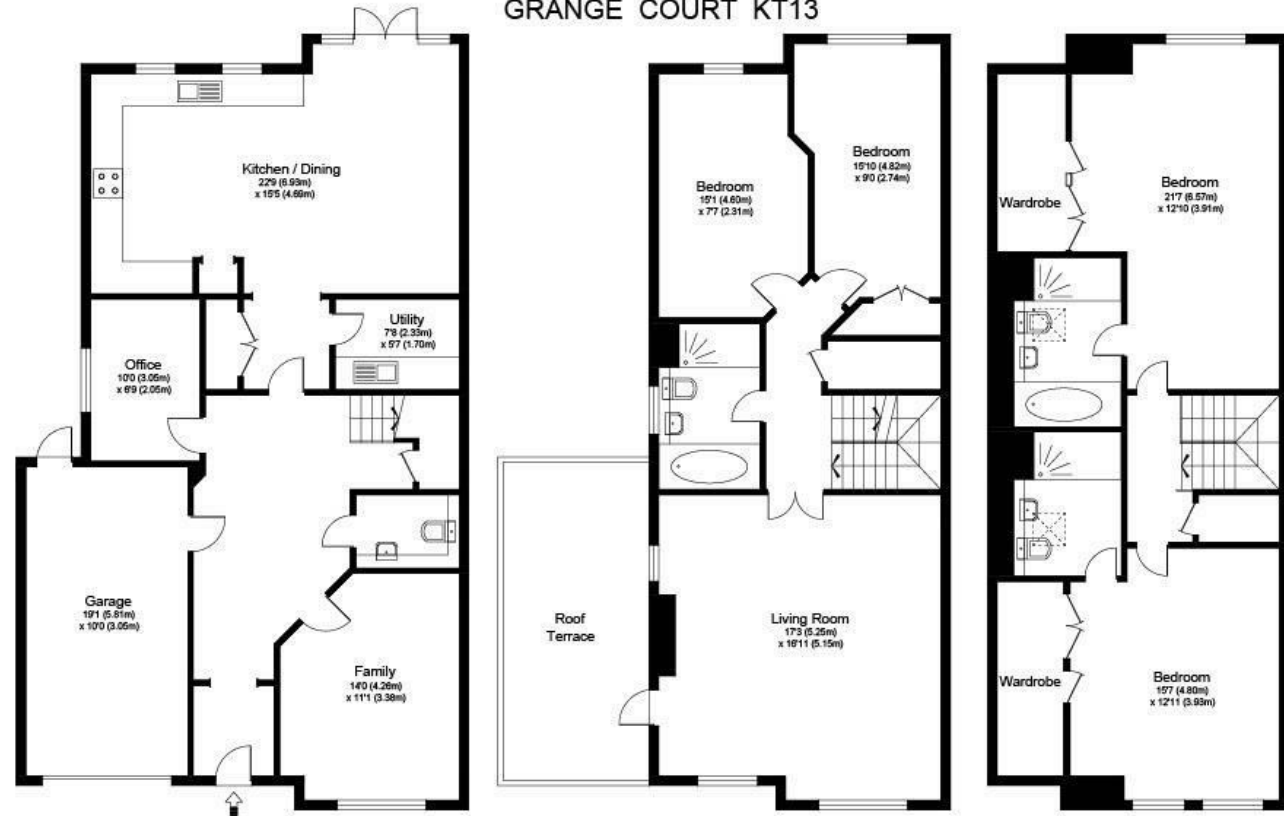 GRANGE COURT KT13
Kitchen / Dining
22'9 (6.93m)
x 15'5 (4.69m)
Utility
7'8 (2.33m)
x 5'7 (1.70m)
Office
10'0 (3.05m)
x 6'9 (2.05m)
Garage
19'1 (5.81m)
x 10'0 (3.05m)
Family
14'0 (4.26m)
x 11'1 (3.38m)
Bedroom
15'1 (4.60m)
x 7'7 (2.31m)
Bedroom
15'10 (4.82m)
x 9'0 (2.74m)
Roof
Terrace
Living Room
17'3 (5.25m)
x 16'11 (5.15m)
Wardrobe
Bedroom
21'7 (6.57m)
x 12'10 (3.91m)
Wardrobe
Bedroom
15'7 (4.80m)
x 12'11 (3.93m)